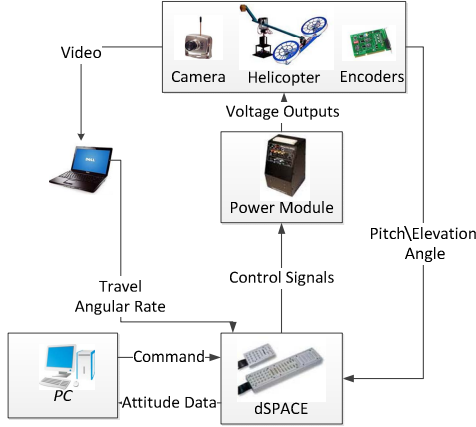 Video
Camera
Helicopter
Encoders
Voltage Outputs
DELL
Power Module
Pitch\Elevation
Angle
Control Signals
Travel
Angular Rate
Command
PC
Attitude Data
dSPACE